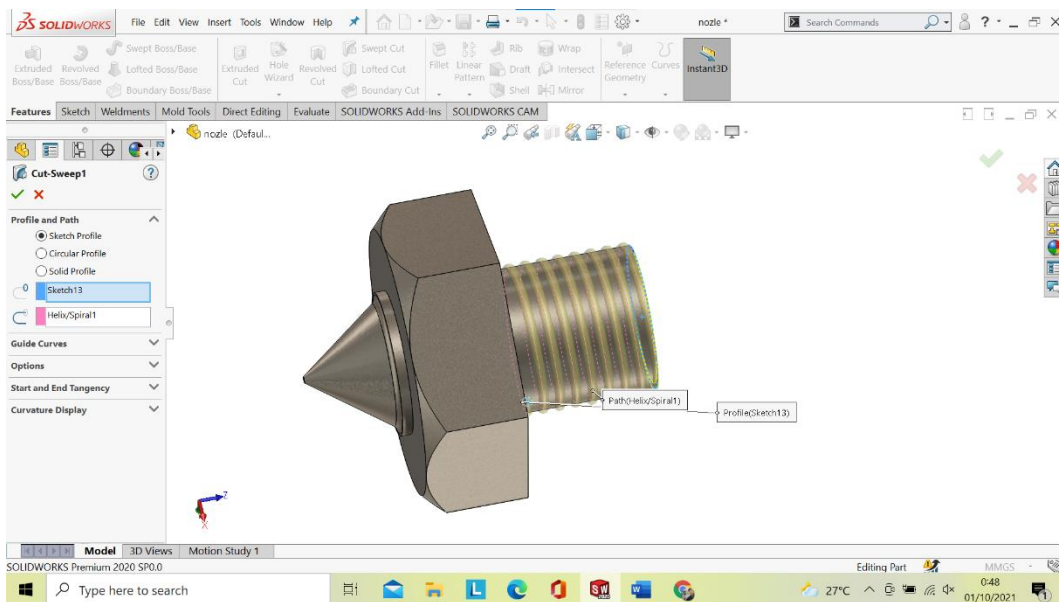 SOLIDWORKS File Edit View Insert Tools Window Help nozle * Search Commands ?
Extruded Boss/Base Revolved Boss/Base Swept Boss/Base Lofted Boss/Base Boundary Boss/Base
Extruded Cut Hole Wizard Revolved Cut Swept Cut Lofted Cut Boundary Cut
Fillet Linear Pattern Rib Draft Shell Wrap Intersect Mirror Reference Geometry Curves Instant3D
Features Sketch Weldments Mold Tools Direct Editing Evaluate SOLIDWORKS Add-Ins SOLIDWORKS CAM
nozle (Defaul...
Cut-Sweep1
Profile and Path
Sketch Profile
Circular Profile
Solid Profile
Sketch13
Helix/Spiral1
Guide Curves
Options
Start and End Tangency
Curvature Display
Path(Helix/Spiral1)
Profile(Sketch13)
Z
X
Model 3D Views Motion Study 1
SOLIDWORKS Premium 2020 SP0.0 Editing Part MMGS
Type here to search 27°C 0:48
01/10/2021